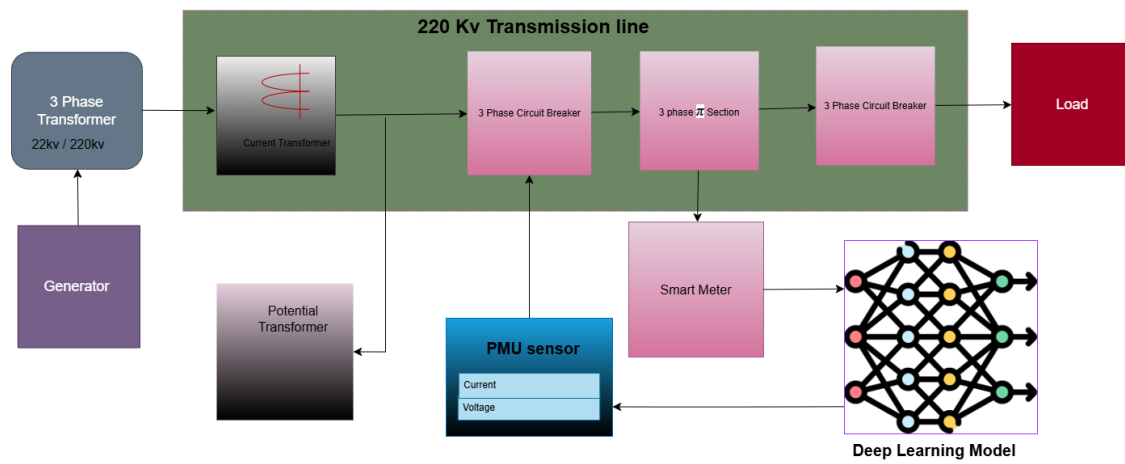 220 Kv Transmission line
3 Phase
Transformer
22kv / 220kv
Current Transformer
3 Phase Circuit Breaker
3 phase π Section
3 Phase Circuit Breaker
Load
Generator
Potential
Transformer
PMU sensor
Current
Voltage
Smart Meter
Deep Learning Model